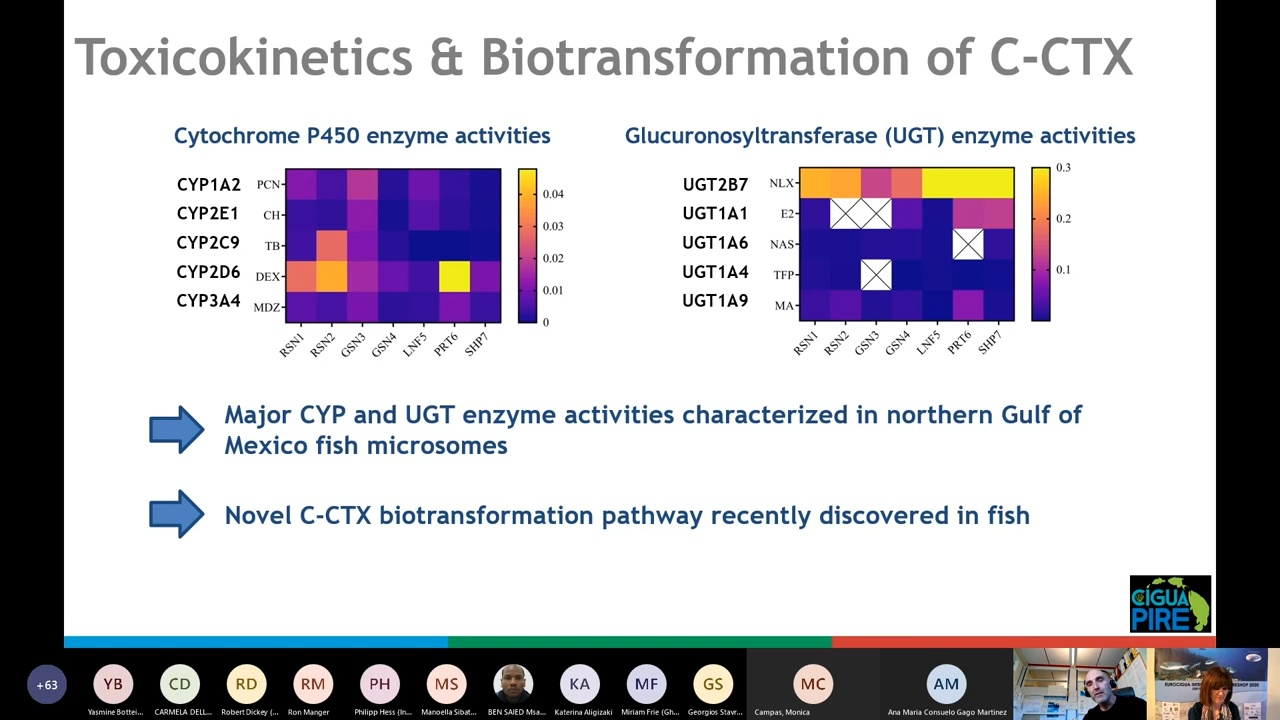 Toxicokinetics & Biotransformation of C-CTX
Cytochrome P450 enzyme activities
Glucuronosyltransferase (UGT) enzyme activities
CYP1A2
CYP2E1
CYP2C9
CYP2D6
CYP3A4
PCN
CH
TB
DEX
MDZ
RSN1
RSN2
GSN3
GSN4
LNF5
PRT6
SHP7
0.04
0.03
0.02
0.01
0
UGT2B7
UGT1A1
UGT1A6
UGT1A4
UGT1A9
NLX
E2
NAS
TFP
MA
RSN1
RSN2
GSN3
GSN4
LNF5
PRT6
SHP7
0.3
0.2
0.1
Major CYP and UGT enzyme activities characterized in northern Gulf of
Mexico fish microsomes
Novel C-CTX biotransformation pathway recently discovered in fish
CIGUA
PIRE
+63
YB
CD
RD
RM
PH
MS
KA
MF
GS
MC
AM
Yasmine Bottei...
CARMELA DELL...
Robert Dickey (...
Ron Manger
Philipp Hess (In...
Manoella Sibat...
BEN SAIED Msa...
Katerina Aligizaki
Miriam Frie (Gh...
Georgios Stavr...
Campas, Monica
Ana Maria Consuelo Gago Martinez